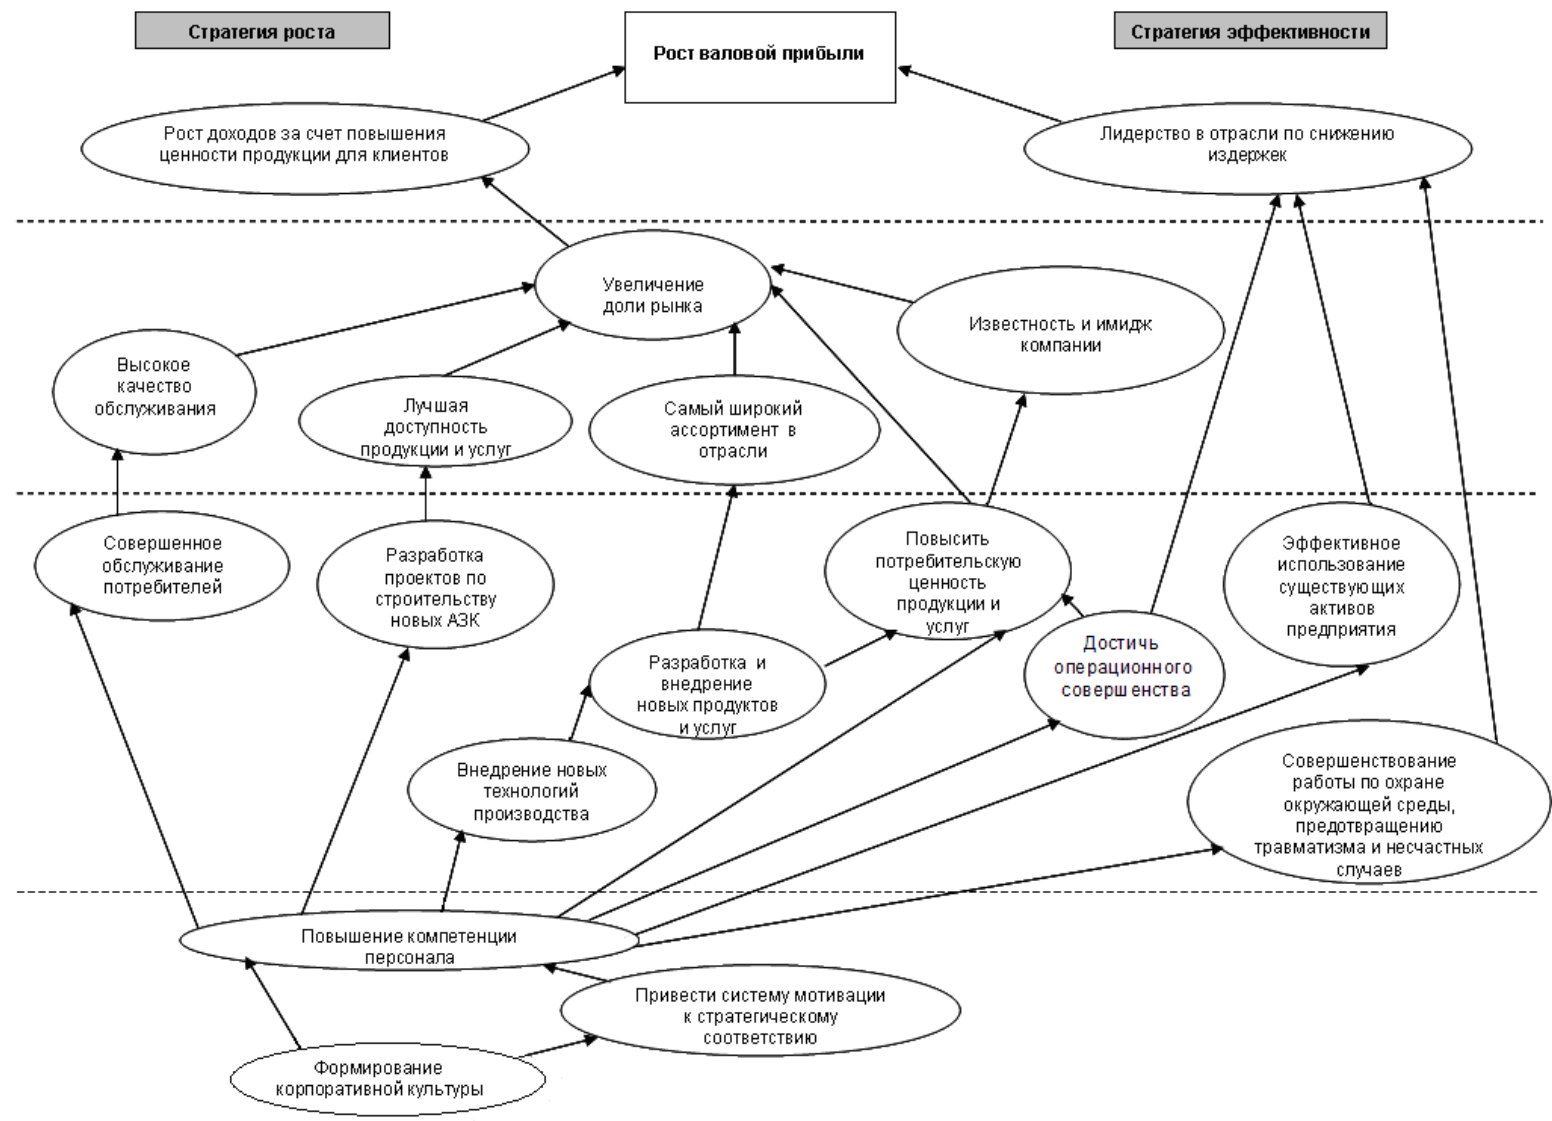 Стратегия роста
Рост валовой прибыли
Стратегия эффективности
Рост доходов за счет повышения
ценности продукции для клиентов
Лидерство в отрасли по снижению
издержек
Увеличение
доли рынка
Известность и имидж
компании
Высокое
качество
обслуживания
Лучшая
доступность
продукции и услуг
Самый широкий
ассортимент в
отрасли
Совершенное
обслуживание
потребителей
Разработка
проектов по
строительству
новых АЗК
Повысить
потребительскую
ценность
продукции и
услуг
Эффективное
использование
существующих
активов
предприятия
Разработка и
внедрение
новых продуктов
и услуг
Достичь
операционного
совершенства
Внедрение новых
технологий
производства
Совершенствование
работы по охране
окружающей среды,
предотвращению
травматизма и несчастных
случаев
Повышение компетенции
персонала
Привести систему мотивации
к стратегическому
соответствию
Формирование
корпоративной культуры